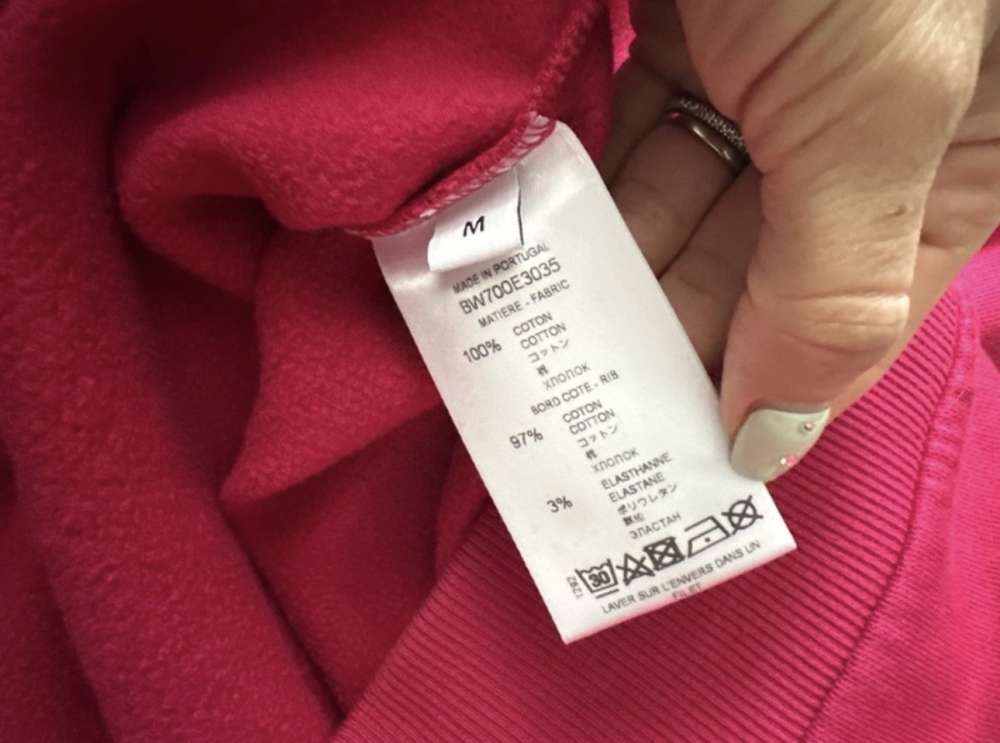 M
MADE IN PORTUGAL
BW700E3035
MATIERE - FABRIC
100% COTON
COTTON
コットン
棉
ХЛОПОК
BORD COTE - RIB
97% COTON
COTTON
コットン
棉
ХЛОПОК
3% ELASTHANNE
ELASTANE
ポリウレタン
ЭЛАСТАН
1792 30
LAVER SUR L'ENVERS DANS UN
FILET